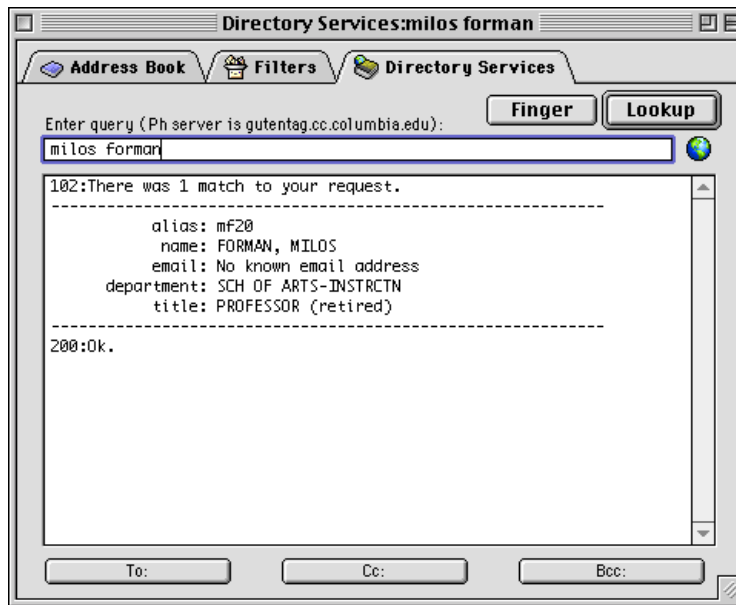 Directory Services:milos forman
Address Book Filters Directory Services
Finger Lookup
Enter query (Ph server is gutentag.cc.columbia.edu):
milos forman
102:There was 1 match to your request.
------------------------------------------------------------
alias: mf20
name: FORMAN, MILOS
email: No known email address
department: SCH OF ARTS-INSTRCTN
title: PROFESSOR (retired)
------------------------------------------------------------
200:Ok.
To: Cc: Bcc: